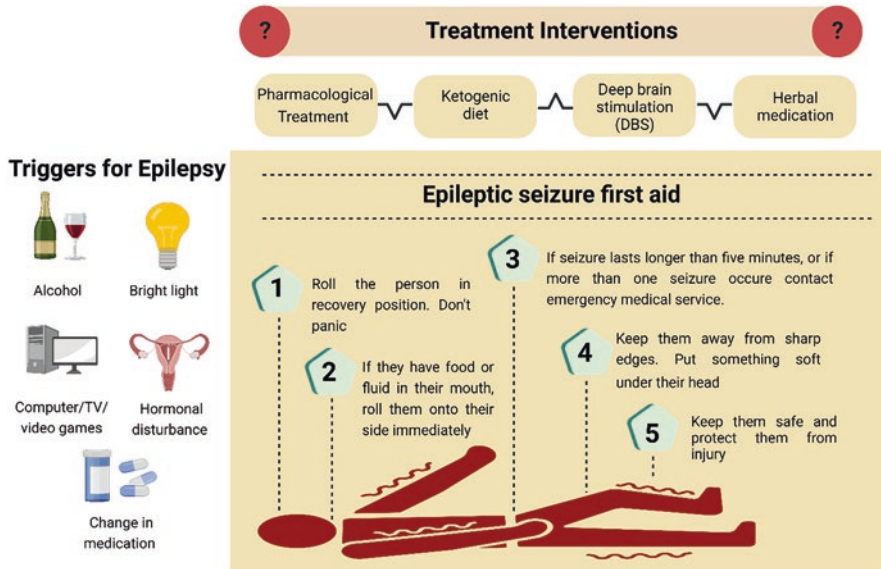 ?
Treatment Interventions
?
Pharmacological
Treatment
Ketogenic
diet
Deep brain
stimulation
(DBS)
Herbal
medication
Triggers for Epilepsy
Alcohol
Bright light
Computer/TV/
video games
Hormonal
disturbance
Change in
medication
Epileptic seizure first aid
1
Roll the person in
recovery position. Don't
panic
2
If they have food or
fluid in their mouth,
roll them onto their
side immediately
3
If seizure lasts longer than five minutes, or if
more than one seizure occure contact
emergency medical service.
4
Keep them away from sharp
edges. Put something soft
under their head
5
Keep them safe and
protect them from
injury